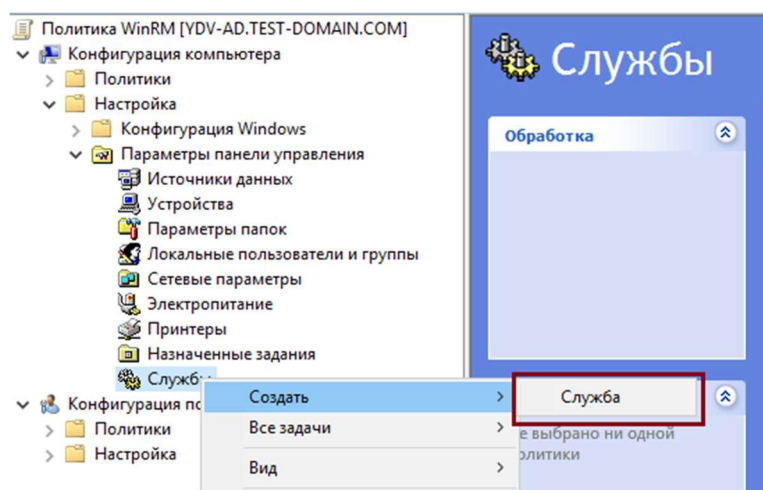 Политика WinRM [YDV-AD.TEST-DOMAIN.COM]
Конфигурация компьютера
Политики
Настройка
Конфигурация Windows
Параметры панели управления
Источники данных
Устройства
Параметры папок
Локальные пользователи и группы
Сетевые параметры
Электропитание
Принтеры
Назначенные задания
Службы
Конфигурация по
Политики
Настройка
Создать
Все задачи
Вид
Служба
Службы
Обработка
е выбрано ни одной
олитики